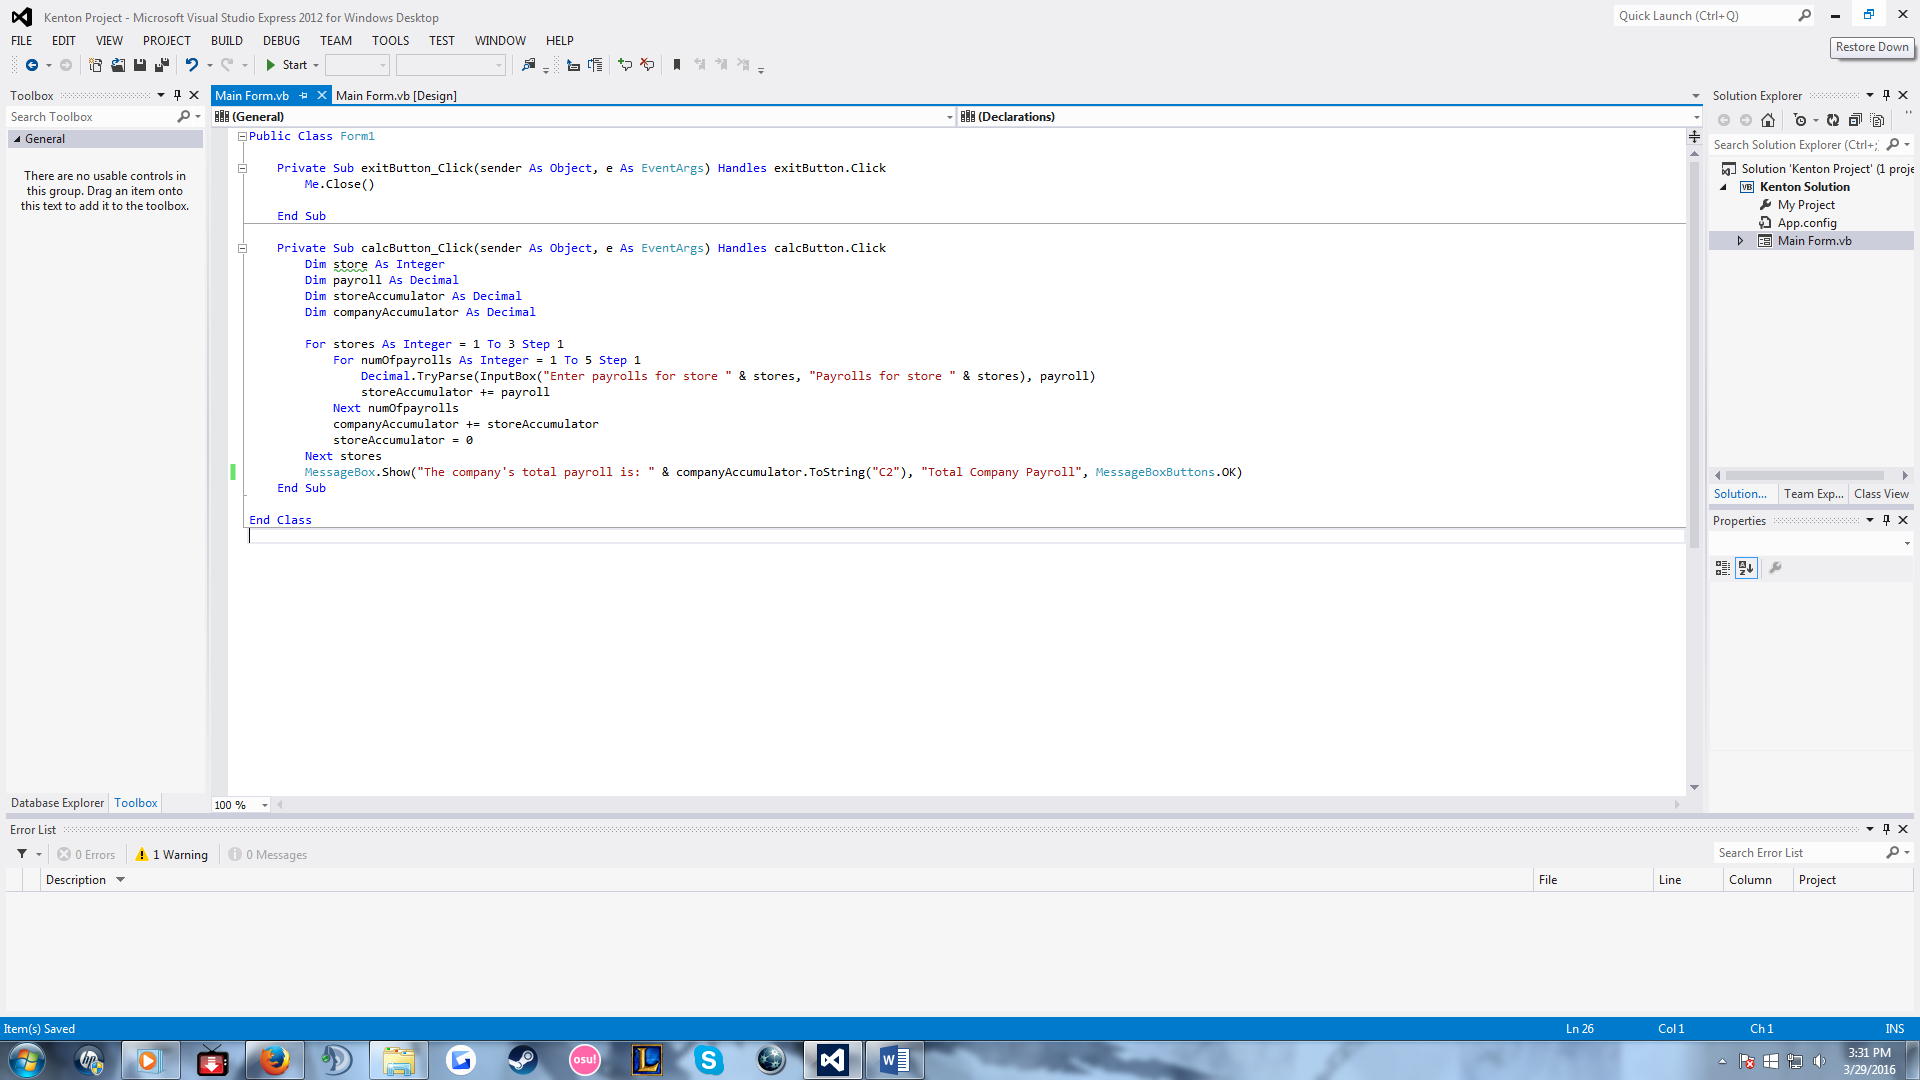 Kenton Project - Microsoft Visual Studio Express 2012 for Windows Desktop
Quick Launch (Ctrl+Q)
FILE EDIT VIEW PROJECT BUILD DEBUG TEAM TOOLS TEST WINDOW HELP
Restore Down
Start
Toolbox
Search Toolbox
General
There are no usable controls in
this group. Drag an item onto
this text to add it to the toolbox.
Database Explorer Toolbox
Main Form.vb Main Form.vb [Design]
(General) (Declarations)
Public Class Form1
Private Sub exitButton_Click(sender As Object, e As EventArgs) Handles exitButton.Click
Me.Close()
End Sub
Private Sub calcButton_Click(sender As Object, e As EventArgs) Handles calcButton.Click
Dim store As Integer
Dim payroll As Decimal
Dim storeAccumulator As Decimal
Dim companyAccumulator As Decimal
For stores As Integer = 1 To 3 Step 1
For numOfpayrolls As Integer = 1 To 5 Step 1
Decimal.TryParse(InputBox("Enter payrolls for store " & stores, "Payrolls for store " & stores), payroll)
storeAccumulator += payroll
Next numOfpayrolls
companyAccumulator += storeAccumulator
storeAccumulator = 0
Next stores
MessageBox.Show("The company's total payroll is: " & companyAccumulator.ToString("C2"), "Total Company Payroll", MessageBoxButtons.OK)
End Sub
End Class
100 %
Solution Explorer
Search Solution Explorer (Ctrl+;
Solution 'Kenton Project' (1 proje
VB Kenton Solution
My Project
App.config
Main Form.vb
Solution... Team Exp... Class View
Properties
Error List
0 Errors 1 Warning 0 Messages
Search Error List
Description File Line Column Project
Item(s) Saved Ln 26 Col 1 Ch 1 INS
hp osu! L S W
3:31 PM
3/29/2016